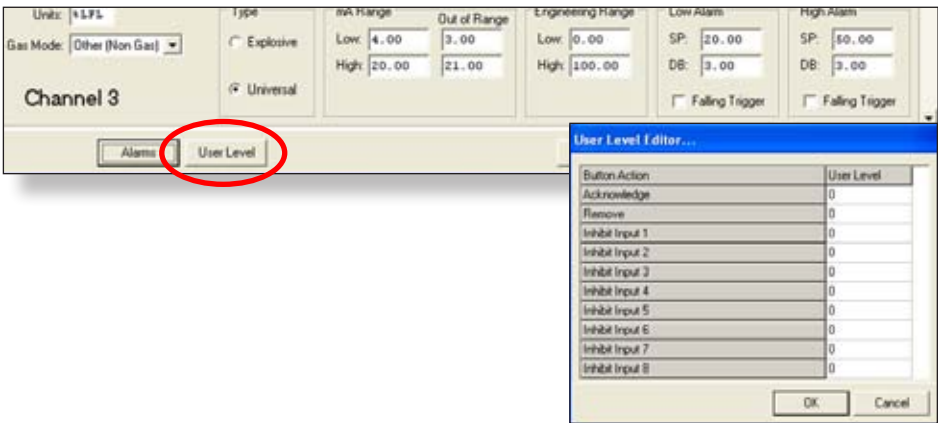 Units: %LFL Type mA Range Out of Range Engineering Range Low Alarm High Alarm
Gas Mode: Other (Non Gas) Explosive Low: 4.00 3.00 Low: 0.00 SP: 20.00 SP: 50.00
High: 20.00 21.00 High: 100.00 DB: 3.00 DB: 3.00
Channel 3 Universal Falling Trigger Falling Trigger
Alarms User Level
User Level Editor...
Button Action User Level
Acknowledge 0
Remove 0
Inhibit Input 1 0
Inhibit Input 2 0
Inhibit Input 3 0
Inhibit Input 4 0
Inhibit Input 5 0
Inhibit Input 6 0
Inhibit Input 7 0
Inhibit Input 8 0
OK Cancel